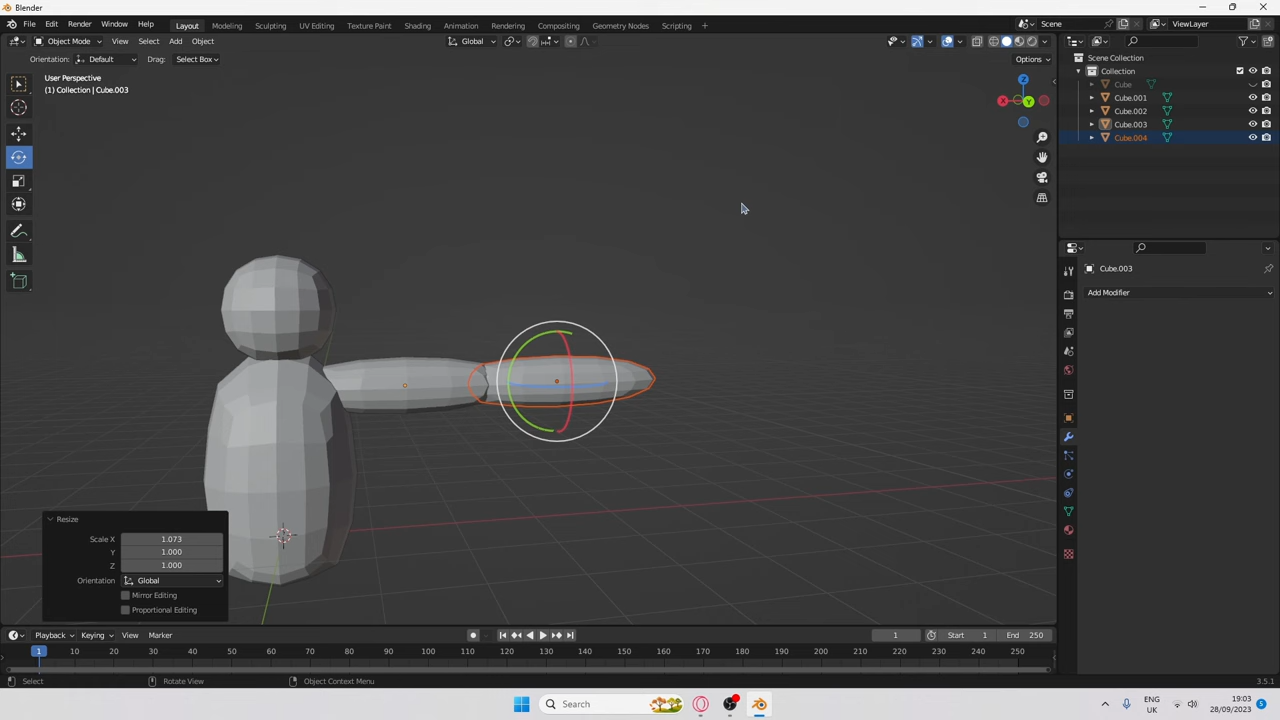 Blender
File Edit Render Window Help
Layout Modeling Sculpting UV Editing Texture Paint Shading Animation Rendering Compositing Geometry Nodes Scripting +
Scene ViewLayer
Object Mode View Select Add Object Global
Orientation: Default Drag: Select Box Options
User Perspective
(1) Collection | Cube.003
Z
X Y
Scene Collection
Collection
Cube
Cube.001
Cube.002
Cube.003
Cube.004
Cube.003
Add Modifier
Resize
Scale X 1.073
Y 1.000
Z 1.000
Orientation Global
Mirror Editing
Proportional Editing
Playback Keying View Marker 1 Start 1 End 250
1 10 20 30 40 50 60 70 80 90 100 110 120 130 140 150 160 170 180 190 200 210 220 230 240 250
Select Rotate View Object Context Menu 3.5.1
Search
ENG
UK
19:03
28/09/2023
5